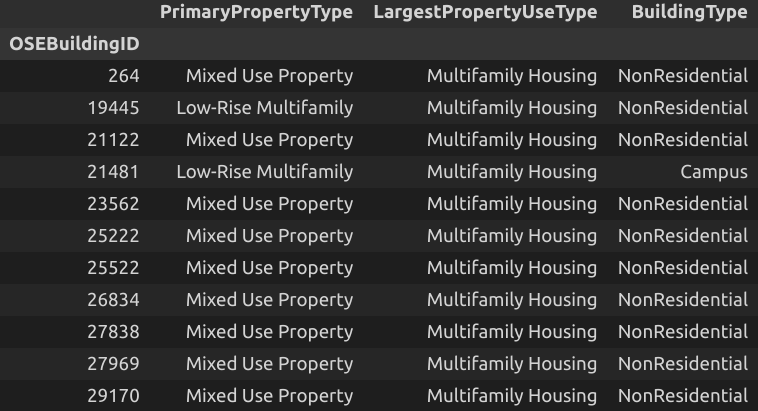 PrimaryPropertyType LargestPropertyUseType BuildingType
OSEBuildingID
264 Mixed Use Property Multifamily Housing NonResidential
19445 Low-Rise Multifamily Multifamily Housing NonResidential
21122 Mixed Use Property Multifamily Housing NonResidential
21481 Low-Rise Multifamily Multifamily Housing Campus
23562 Mixed Use Property Multifamily Housing NonResidential
25222 Mixed Use Property Multifamily Housing NonResidential
25522 Mixed Use Property Multifamily Housing NonResidential
26834 Mixed Use Property Multifamily Housing NonResidential
27838 Mixed Use Property Multifamily Housing NonResidential
27969 Mixed Use Property Multifamily Housing NonResidential
29170 Mixed Use Property Multifamily Housing NonResidential